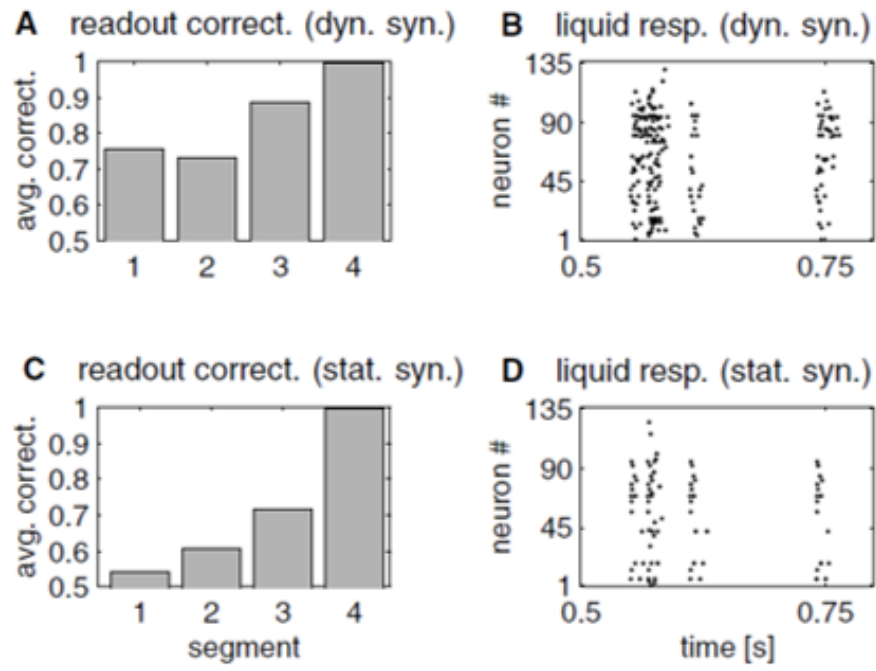 A readout correct. (dyn. syn.)
avg. correct.
1
0.9
0.8
0.7
0.6
0.5
1 2 3 4
B liquid resp. (dyn. syn.)
neuron #
135
90
45
1
0.5 0.75
C readout correct. (stat. syn.)
avg. correct.
1
0.9
0.8
0.7
0.6
0.5
1 2 3 4
segment
D liquid resp. (stat. syn.)
neuron #
135
90
45
1
0.5 0.75
time [s]